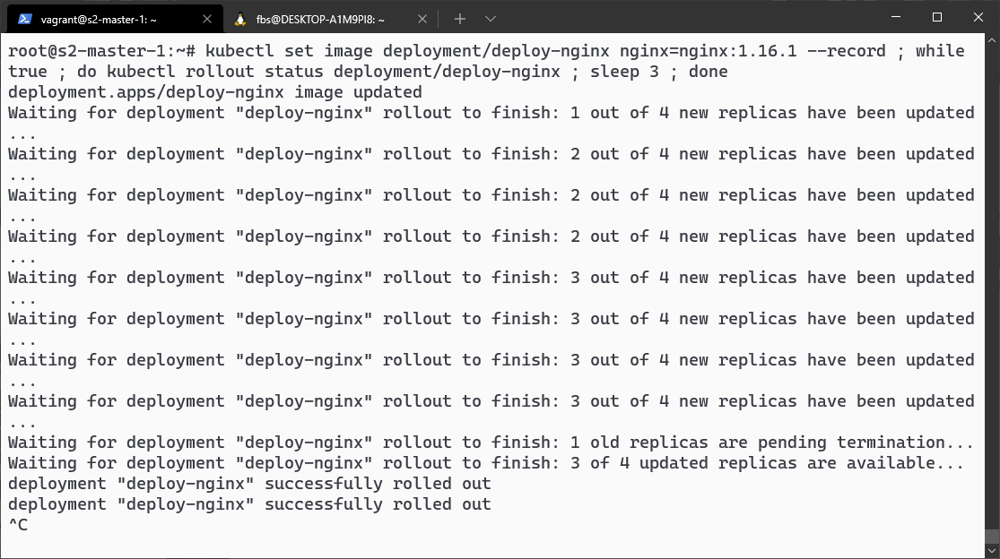 vagrant@s2-master-1: ~
fbs@DESKTOP-A1M9PI8: ~
root@s2-master-1:~# kubectl set image deployment/deploy-nginx nginx=nginx:1.16.1 --record ; while
true ; do kubectl rollout status deployment/deploy-nginx ; sleep 3 ; done
deployment.apps/deploy-nginx image updated
Waiting for deployment "deploy-nginx" rollout to finish: 1 out of 4 new replicas have been updated
...
Waiting for deployment "deploy-nginx" rollout to finish: 2 out of 4 new replicas have been updated
...
Waiting for deployment "deploy-nginx" rollout to finish: 2 out of 4 new replicas have been updated
...
Waiting for deployment "deploy-nginx" rollout to finish: 2 out of 4 new replicas have been updated
...
Waiting for deployment "deploy-nginx" rollout to finish: 3 out of 4 new replicas have been updated
...
Waiting for deployment "deploy-nginx" rollout to finish: 3 out of 4 new replicas have been updated
...
Waiting for deployment "deploy-nginx" rollout to finish: 3 out of 4 new replicas have been updated
...
Waiting for deployment "deploy-nginx" rollout to finish: 3 out of 4 new replicas have been updated
...
Waiting for deployment "deploy-nginx" rollout to finish: 1 old replicas are pending termination...
Waiting for deployment "deploy-nginx" rollout to finish: 3 of 4 updated replicas are available...
deployment "deploy-nginx" successfully rolled out
deployment "deploy-nginx" successfully rolled out
^C